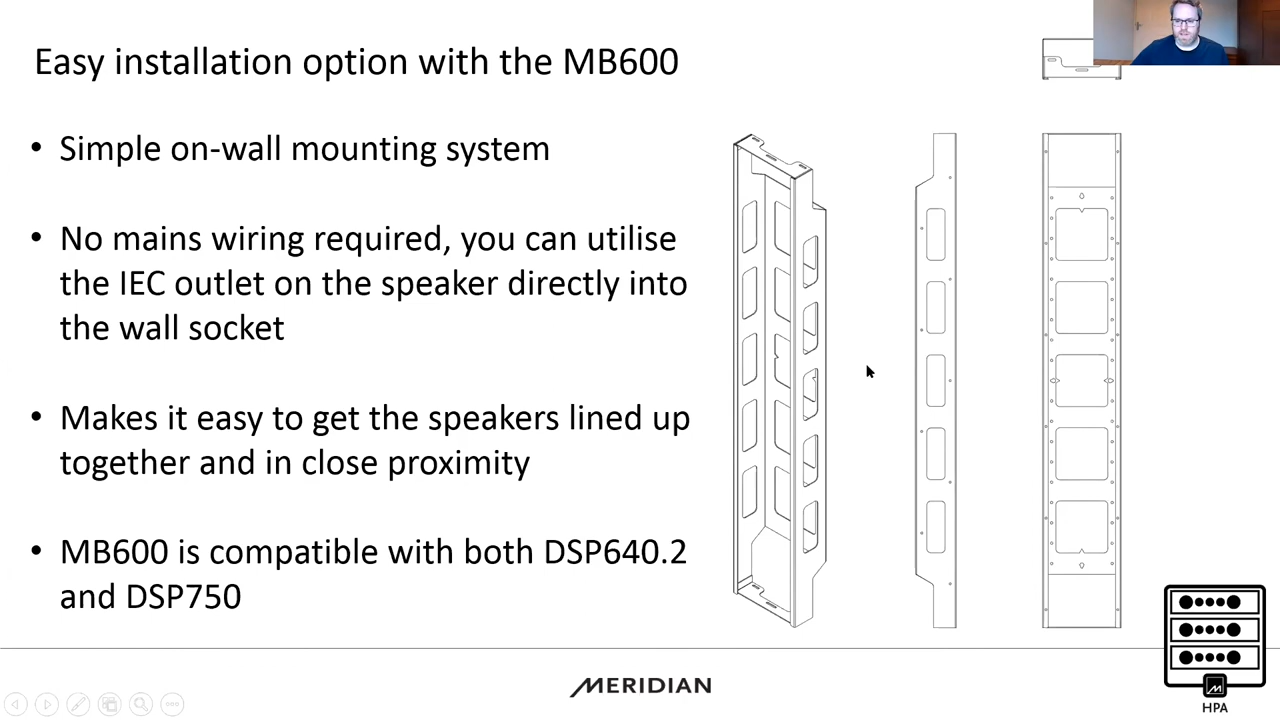 Easy installation option with the MB600
• Simple on-wall mounting system
• No mains wiring required, you can utilise
the IEC outlet on the speaker directly into
the wall socket
• Makes it easy to get the speakers lined up
together and in close proximity
• MB600 is compatible with both DSP640.2
and DSP750
MERIDIAN
HPA